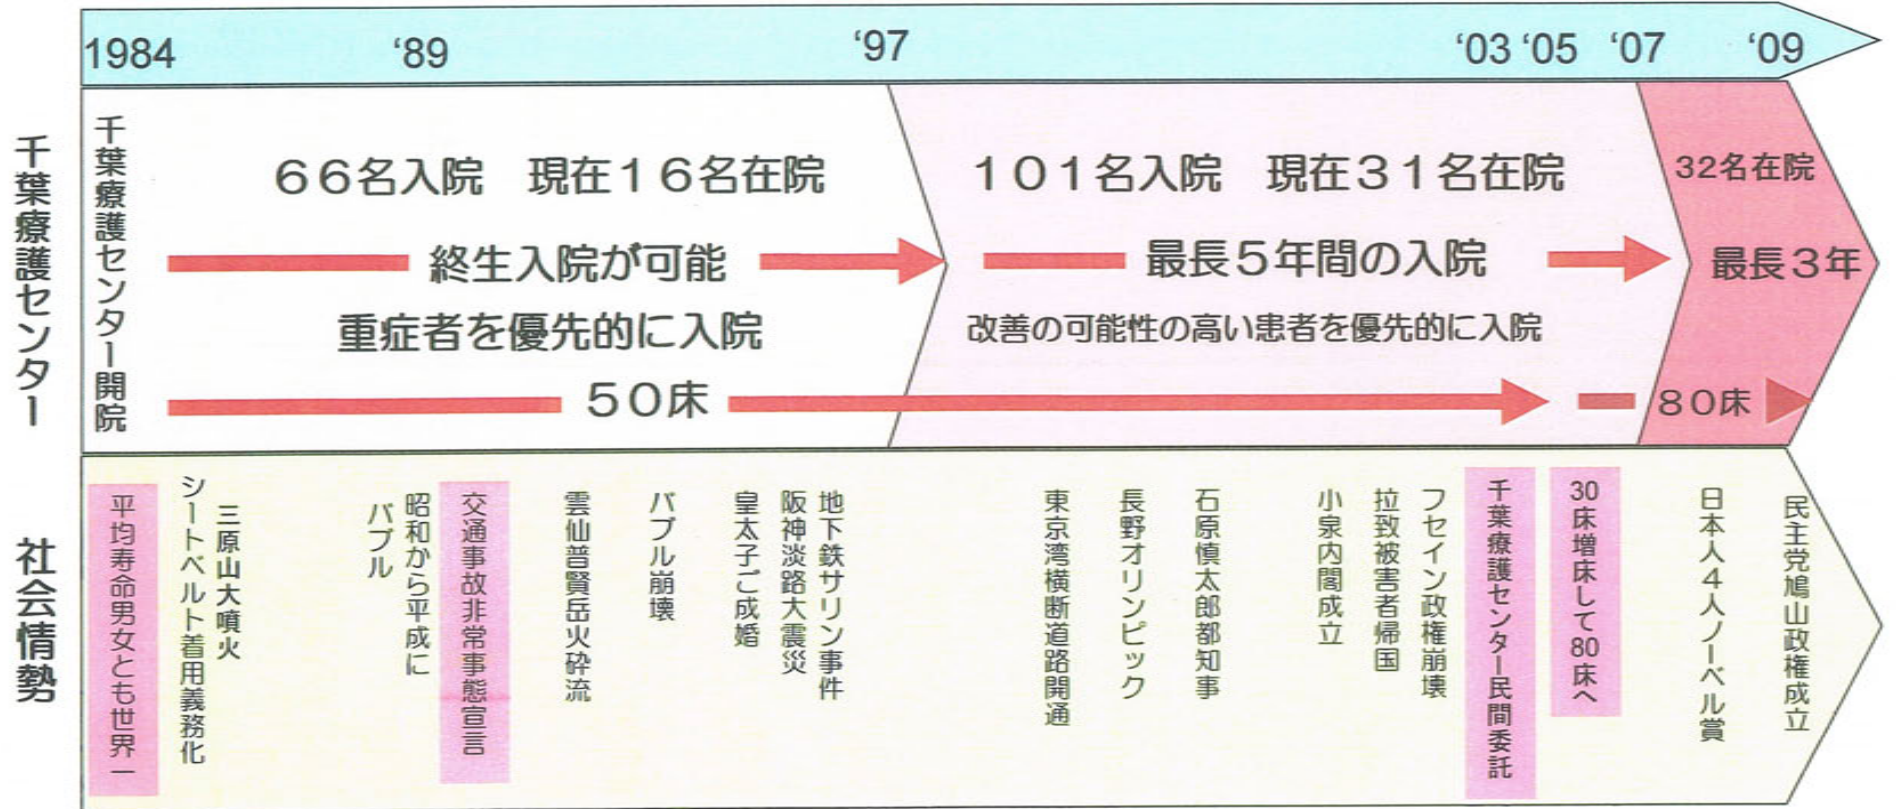 1984
‘89
‘97
‘03
‘05
‘07
‘09
千葉療護センター
千葉療護センター開院
66名入院 現在16名在院
終生入院が可能
重症者を優先的に入院
50床
101名入院 現在31名在院
最長5年間の入院
改善の可能性の高い患者を優先的に入院
32名在院
最長3年
80床
社会情勢
平均寿命男女とも世界一
シートベルト着用義務化
三原山大噴火
バブル
昭和から平成に
交通事故非常事態宣言
雲仙普賢岳火砕流
バブル崩壊
皇太子ご成婚
阪神淡路大震災
地下鉄サリン事件
東京湾横断道路開通
長野オリンピック
石原慎太郎都知事
小泉内閣成立
拉致被害者帰国
フセイン政権崩壊
千葉療護センター民間委託
30床増床して80床へ
日本人4人ノーベル賞
民主党鳩山政権成立